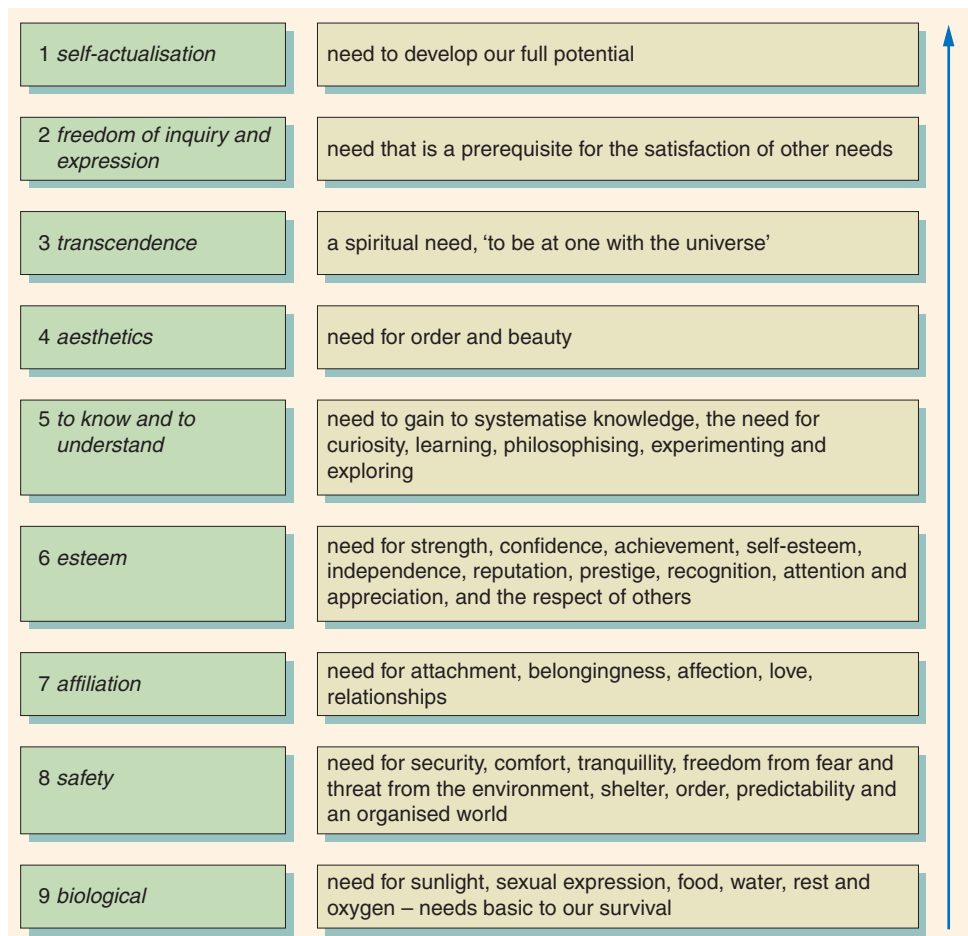 1 self-actualisation
need to develop our full potential
2 freedom of inquiry and
expression
need that is a prerequisite for the satisfaction of other needs
3 transcendence
a spiritual need, ‘to be at one with the universe’
4 aesthetics
need for order and beauty
5 to know and to
understand
need to gain to systematise knowledge, the need for
curiosity, learning, philosophising, experimenting and
exploring
6 esteem
need for strength, confidence, achievement, self-esteem,
independence, reputation, prestige, recognition, attention and
appreciation, and the respect of others
7 affiliation
need for attachment, belongingness, affection, love,
relationships
8 safety
need for security, comfort, tranquillity, freedom from fear and
threat from the environment, shelter, order, predictability and
an organised world
9 biological
need for sunlight, sexual expression, food, water, rest and
oxygen – needs basic to our survival